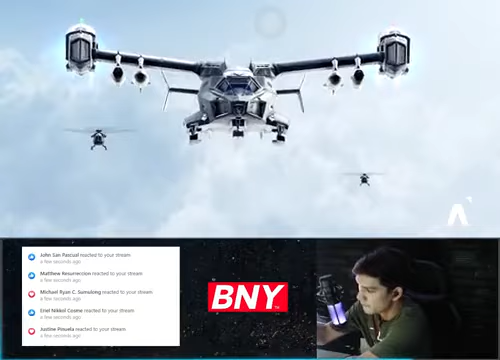 John San Pascual reacted to your stream
a few seconds ago
Matthew Resurreccion reacted to your stream
a few seconds ago
Michael Ryan C. Sumulong reacted to your stream
a few seconds ago
Eniel Nikkol Cosme reacted to your stream
a few seconds ago
Justine Pinuela reacted to your stream
a few seconds ago
BNY